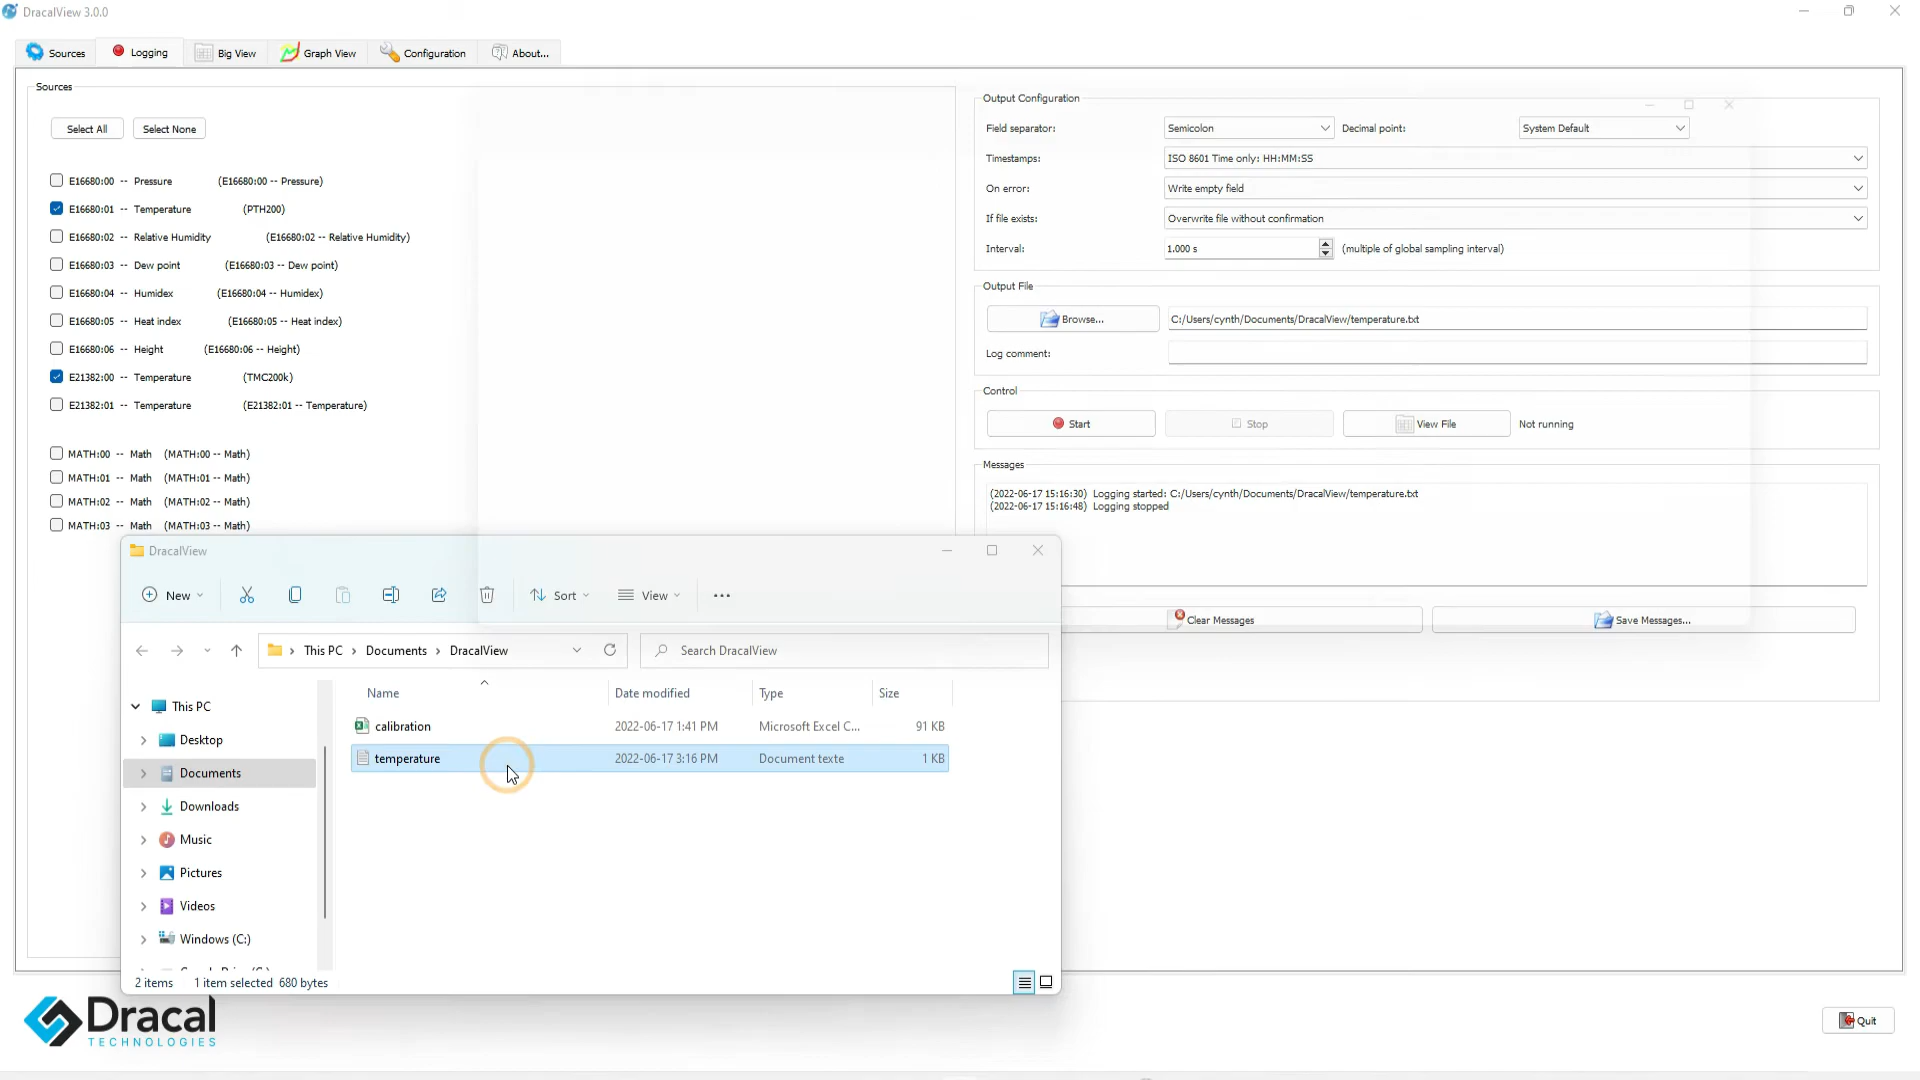 DracalView 3.0.0
Sources
Logging
Big View
Graph View
Configuration
About...
Sources
Select All
Select None
E16680:00 -- Pressure (E16680:00 -- Pressure)
E16680:01 -- Temperature (PTH200)
E16680:02 -- Relative Humidity (E16680:02 -- Relative Humidity)
E16680:03 -- Dew point (E16680:03 -- Dew point)
E16680:04 -- Humidex (E16680:04 -- Humidex)
E16680:05 -- Heat index (E16680:05 -- Heat index)
E16680:06 -- Height (E16680:06 -- Height)
E21382:00 -- Temperature (TMC200k)
E21382:01 -- Temperature (E21382:01 -- Temperature)
MATH:00 -- Math (MATH:00 -- Math)
MATH:01 -- Math (MATH:01 -- Math)
MATH:02 -- Math (MATH:02 -- Math)
MATH:03 -- Math (MATH:03 -- Math)
Output Configuration
Field separator: Semicolon Decimal point: System Default
Timestamps: ISO 8601 Time only: HH:MM:SS
On error: Write empty field
If file exists: Overwrite file without confirmation
Interval: 1.000 s (multiple of global sampling interval)
Output File
Browse... C:/Users/cynth/Documents/DracalView/temperature.txt
Log comment:
Control
Start
Stop
View File
Not running
Messages
(2022-06-17 15:16:30) Logging started: C:/Users/cynth/Documents/DracalView/temperature.txt
(2022-06-17 15:16:48) Logging stopped
Clear Messages
Save Messages...
DracalView
New
Sort
View
This PC > Documents > DracalView
Search DracalView
This PC
Desktop
Documents
Downloads
Music
Pictures
Videos
Windows (C:)
Name Date modified Type Size
calibration 2022-06-17 1:41 PM Microsoft Excel C... 91 KB
temperature 2022-06-17 3:16 PM Document texte 1 KB
2 items 1 item selected 680 bytes
Dracal
TECHNOLOGIES
Quit